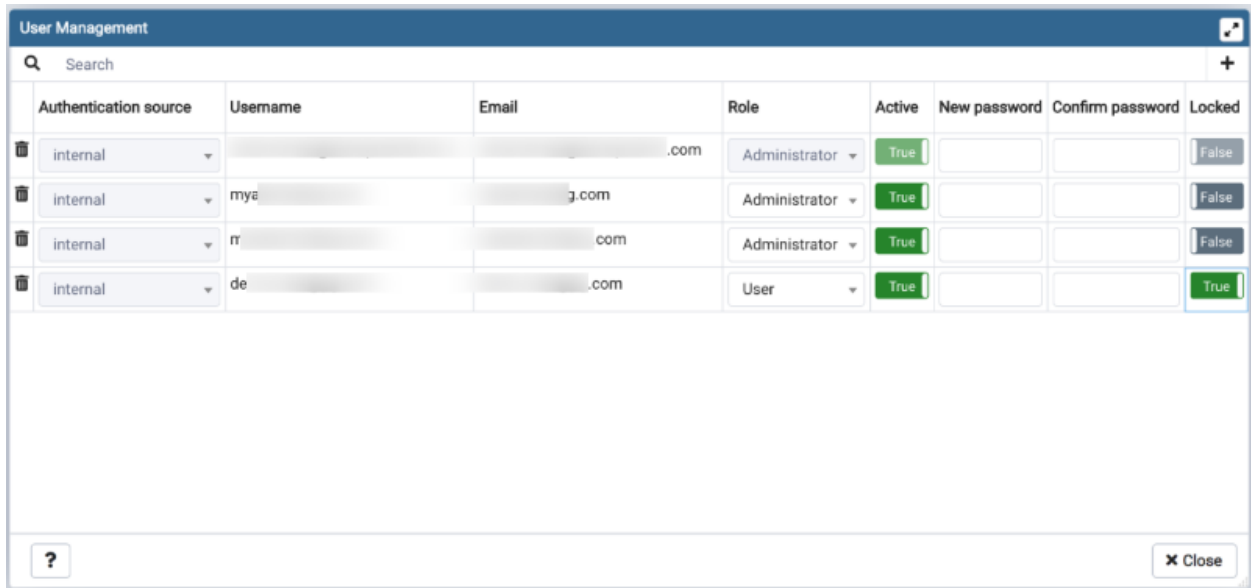 User Management
Search
Authentication source Username Email Role Active New password Confirm password Locked
internal .com Administrator True False
internal mya g.com Administrator True False
internal .com Administrator True False
internal de .com User True True
? Close